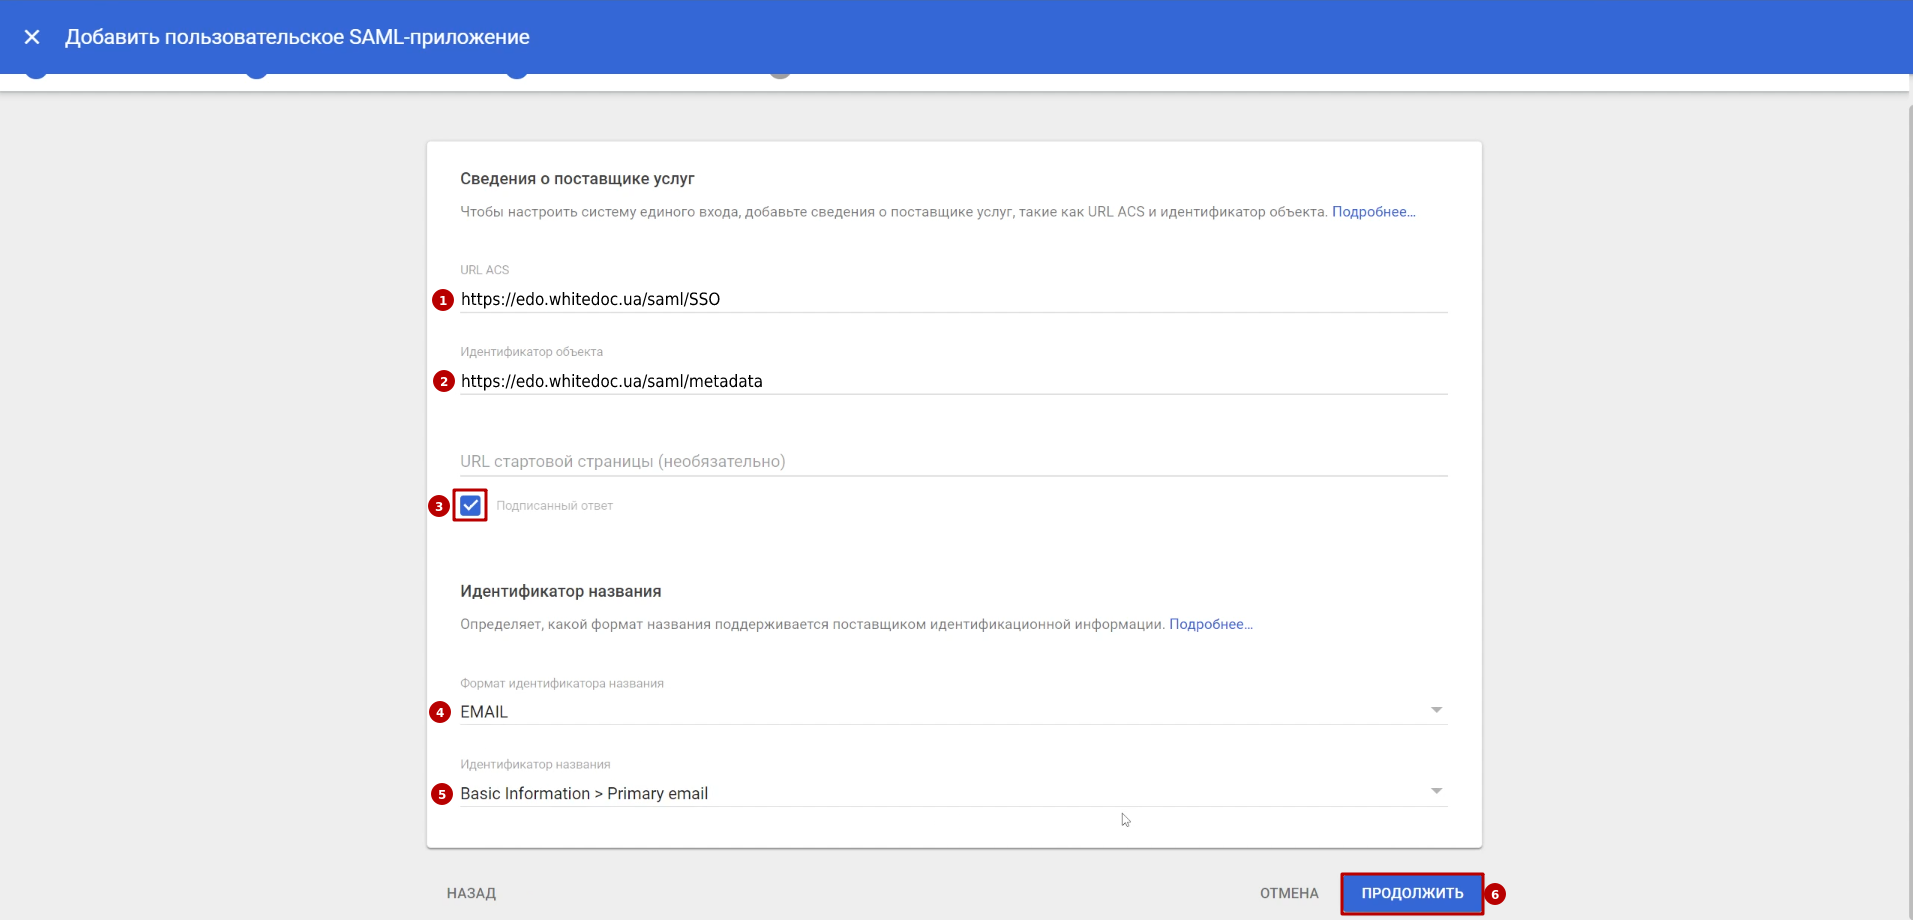 Добавить пользовательское SAML-приложение
Сведения о поставщике услуг
Чтобы настроить систему единого входа, добавьте сведения о поставщике услуг, такие как URL ACS и идентификатор объекта. Подробнее...
URL ACS
1 https://edo.whitedoc.ua/saml/SSO
Идентификатор объекта
2 https://edo.whitedoc.ua/saml/metadata
URL стартовой страницы (необязательно)
3 Подписанный ответ
Идентификатор названия
Определяет, какой формат названия поддерживается поставщиком идентификационной информации. Подробнее...
Формат идентификатора названия
4 EMAIL
Идентификатор названия
5 Basic Information > Primary email
НАЗАД ОТМЕНА ПРОДОЛЖИТЬ 6